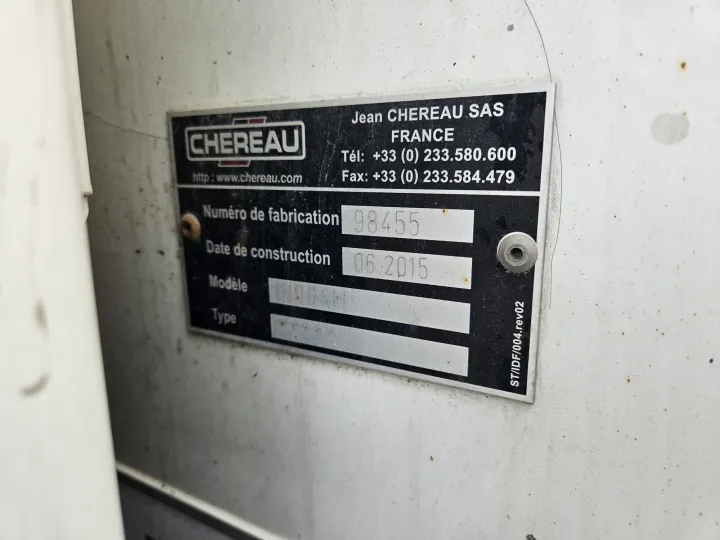 CHEREAU
http : www.chereau.com
Jean CHEREAU SAS
FRANCE
Tél: +33 (0) 233.580.600
Fax: +33 (0) 233.584.479
Numéro de fabrication 98455
Date de construction 06.2015
Modèle
Type
ST/IDF/004.rev02